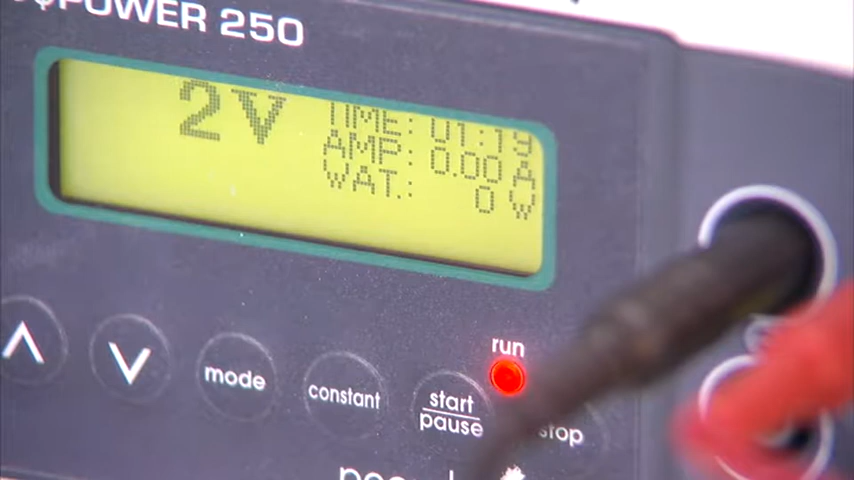 POWER 250
2V
TIME: 01:19
AMP.: 0.00 A
WAT.: 0 W
run
mode
constant
start
pause
stop